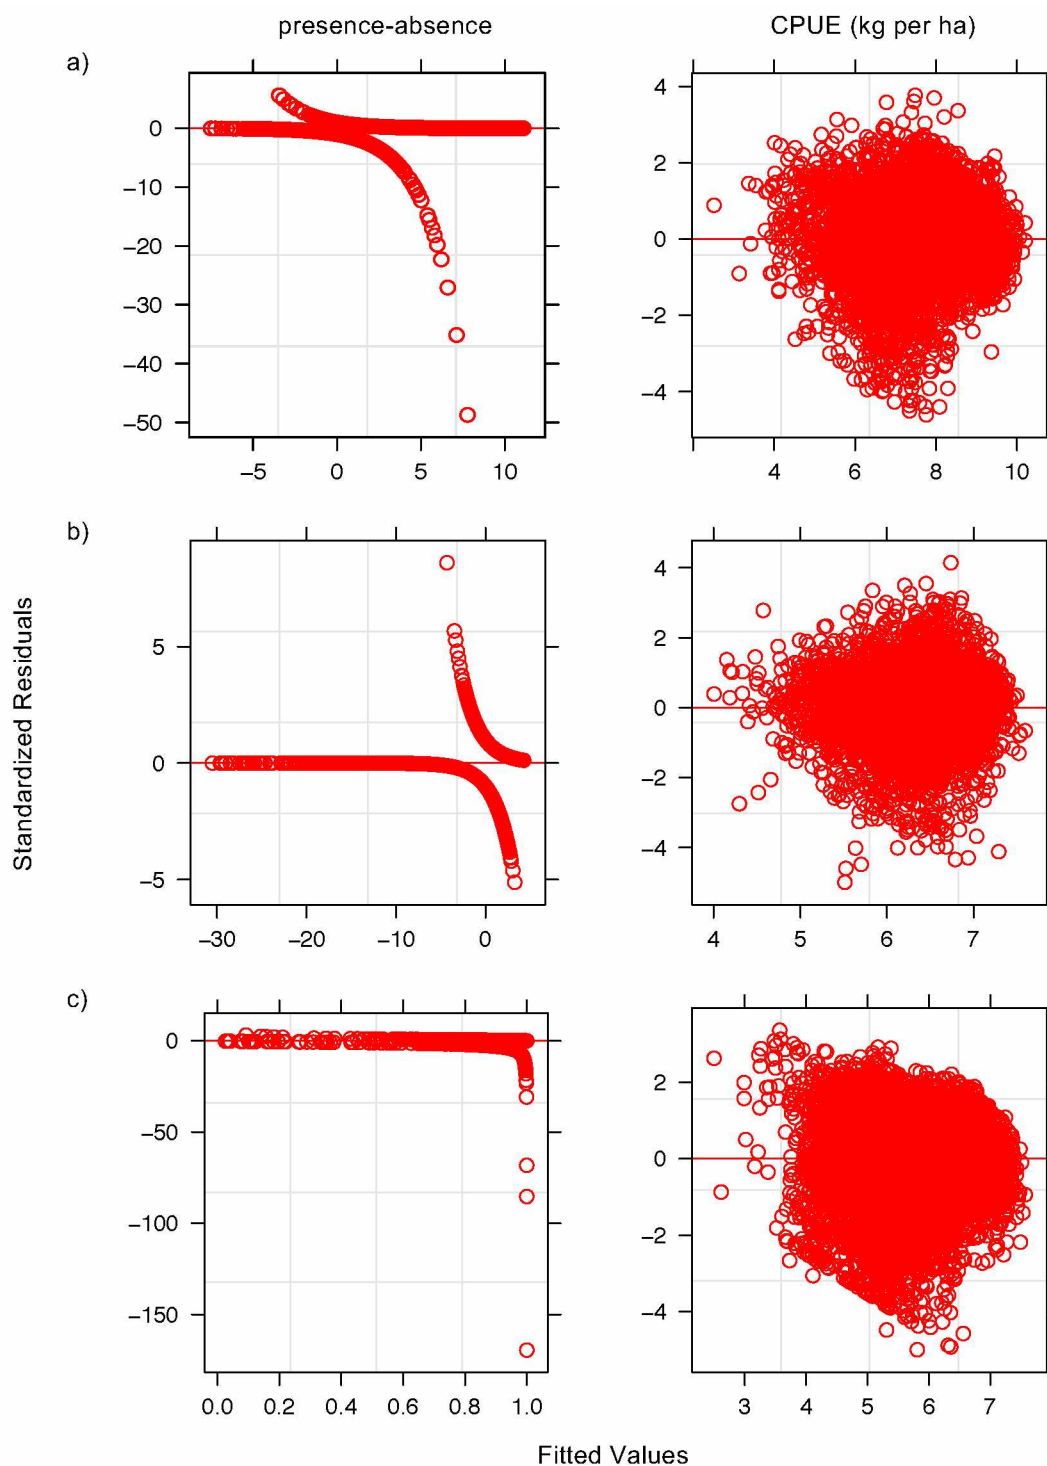 presence-absence CPUE (kg per ha)
a)
0
−10
−20
−30
−40
−50
−5 0 5 10
4
2
0
−2
−4
4 6 8 10
b)
5
0
−5
−30 −20 −10 0
4
2
0
−2
−4
4 5 6 7
c)
0
−50
−100
−150
0.0 0.2 0.4 0.6 0.8 1.0
2
0
−2
−4
3 4 5 6 7
Standardized Residuals
Fitted Values